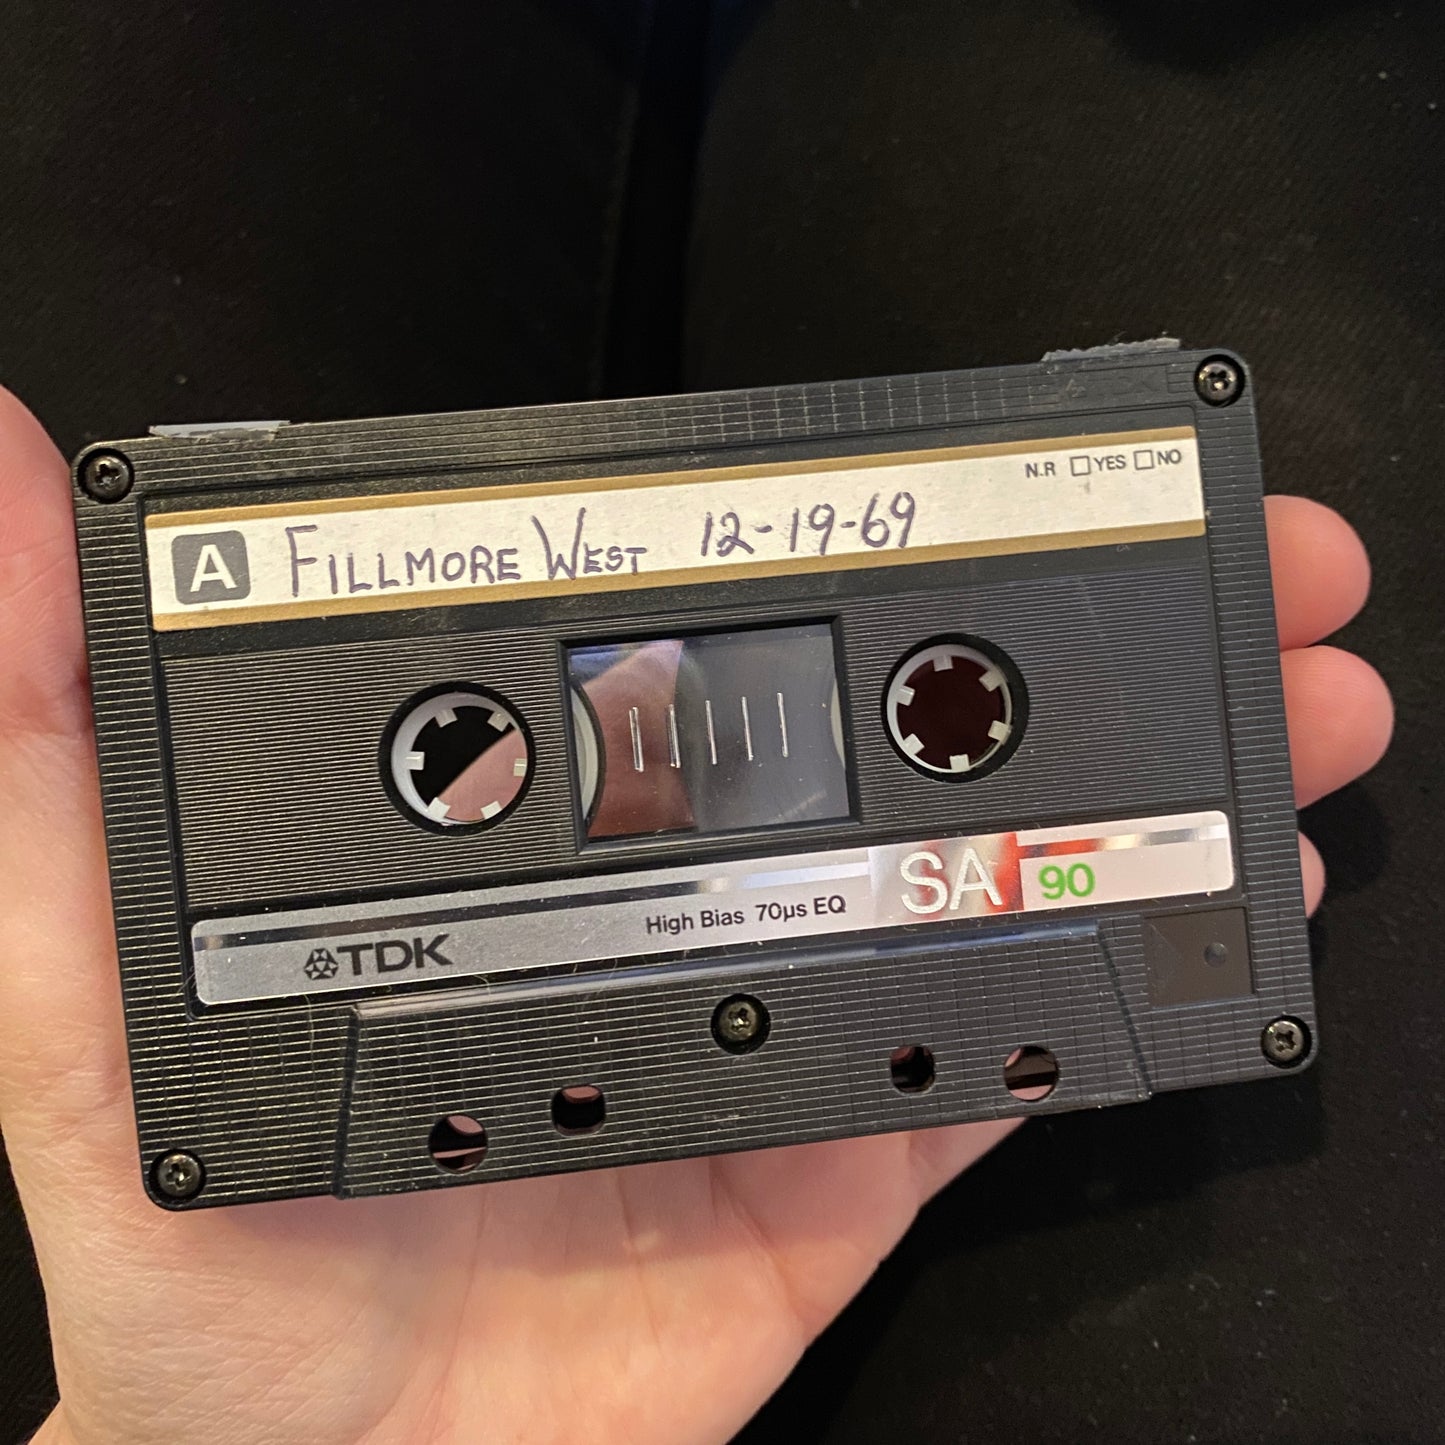 N.R □ YES □ NO
A FILLMORE WEST 12-19-69
SA 90
High Bias 70µs EQ
TDK